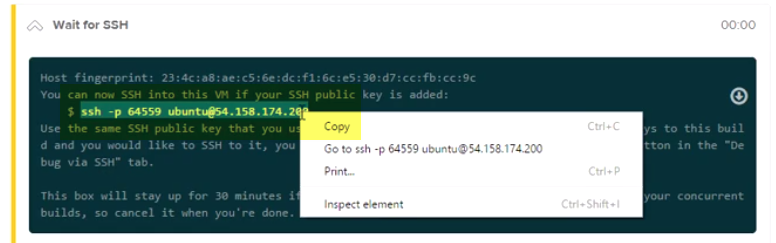 Wait for SSH 00:00
Host fingerprint: 23:4c:a8:ae:c5:6e:dc:f1:6c:e5:30:d7:cc:fb:cc:9c
You can now SSH into this VM if your SSH public key is added:
$ ssh -p 64559 ubuntu@54.158.174.200
Use the same SSH public key that you us
ys to this buil
d and you would like to SSH to it, you
tton in the "De
bug via SSH" tab.
This box will stay up for 30 minutes if
your concurrent
builds, so cancel it when you're done.
Copy Ctrl+C
Go to ssh -p 64559 ubuntu@54.158.174.200
Print... Ctrl+P
Inspect element Ctrl+Shift+I